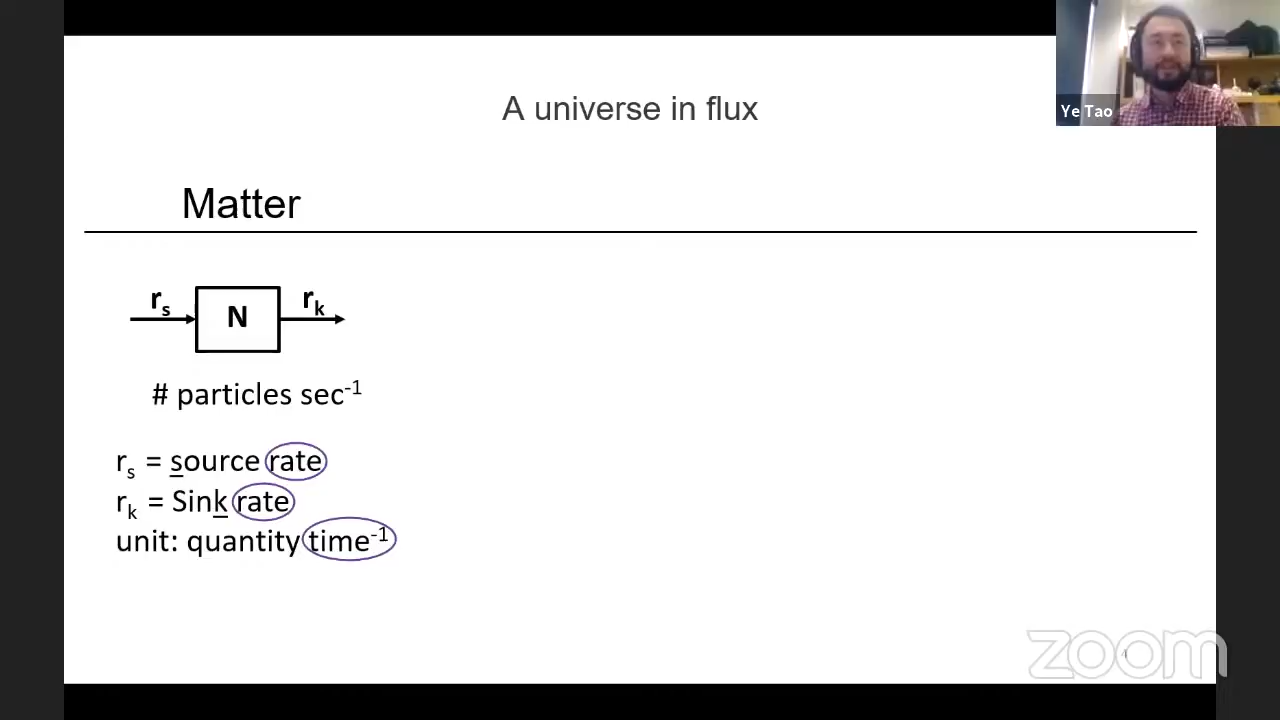 A universe in flux
Ye Tao
Matter
rₛ
N
rₖ
# particles sec⁻¹
rₛ = source rate
rₖ = Sink rate
unit: quantity time⁻¹
zoom
4